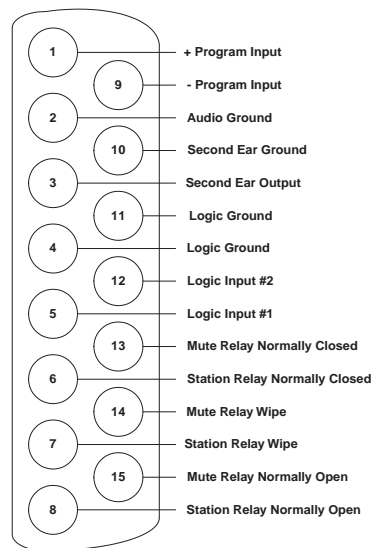 1 + Program Input
9 - Program Input
2 Audio Ground
10 Second Ear Ground
3 Second Ear Output
11 Logic Ground
4 Logic Ground
12 Logic Input #2
5 Logic Input #1
13 Mute Relay Normally Closed
6 Station Relay Normally Closed
14 Mute Relay Wipe
7 Station Relay Wipe
15 Mute Relay Normally Open
8 Station Relay Normally Open